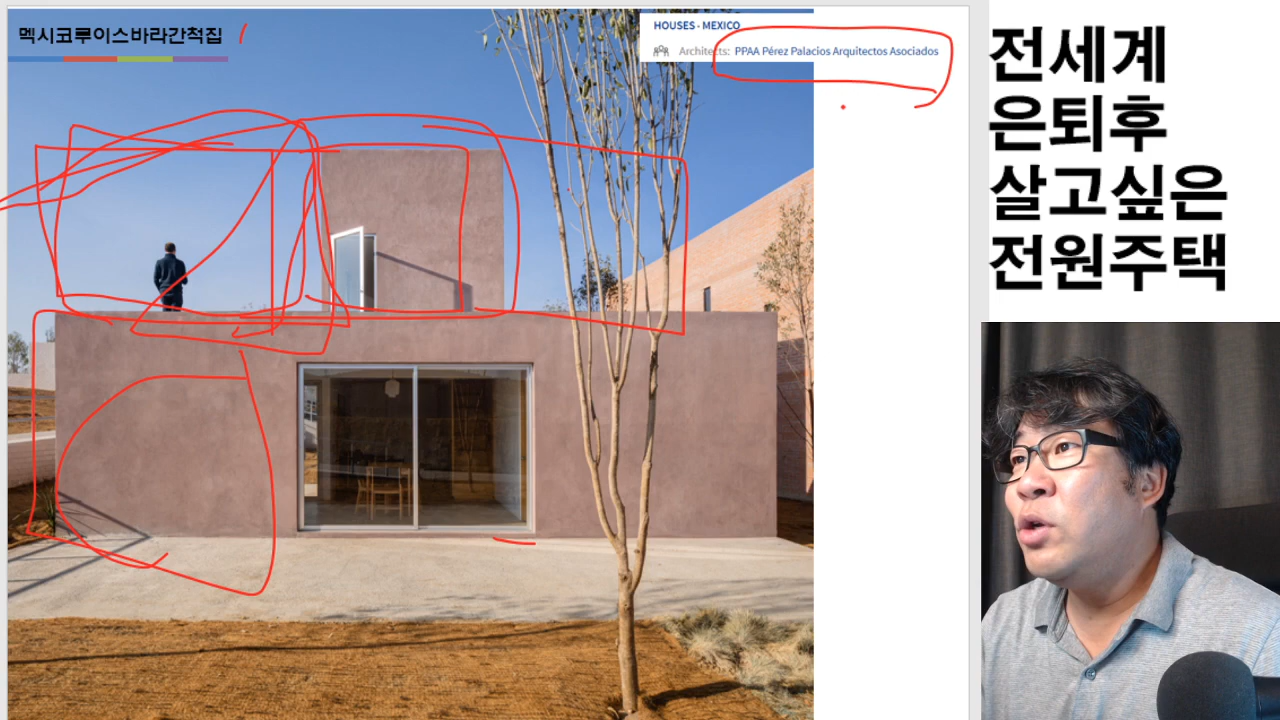 멕시코루이스바라간척집
HOUSES · MEXICO
Architects: PPAA Pérez Palacios Arquitectos Asociados
전세계
은퇴후
살고싶은
전원주택